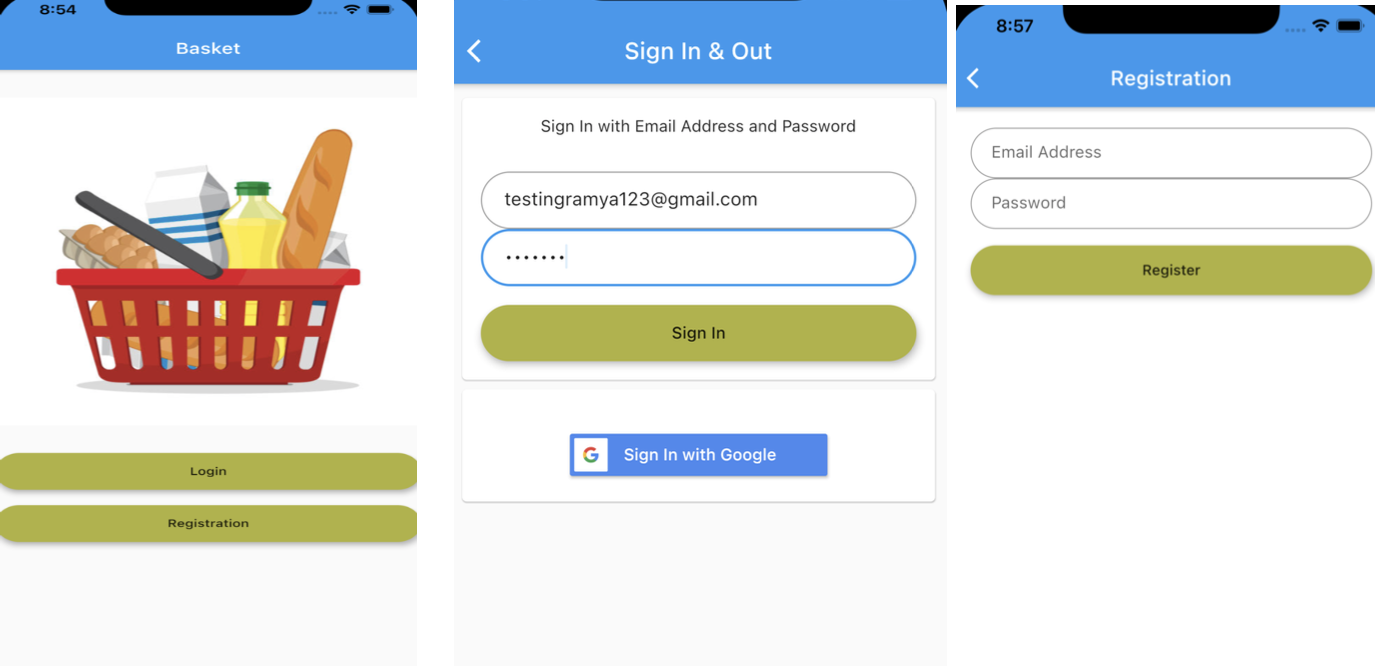 8:54
Basket
Login
Registration
Sign In & Out
Sign In with Email Address and Password
testingramya123@gmail.com
•••••••
Sign In
G Sign In with Google
8:57
Registration
Email Address
Password
Register